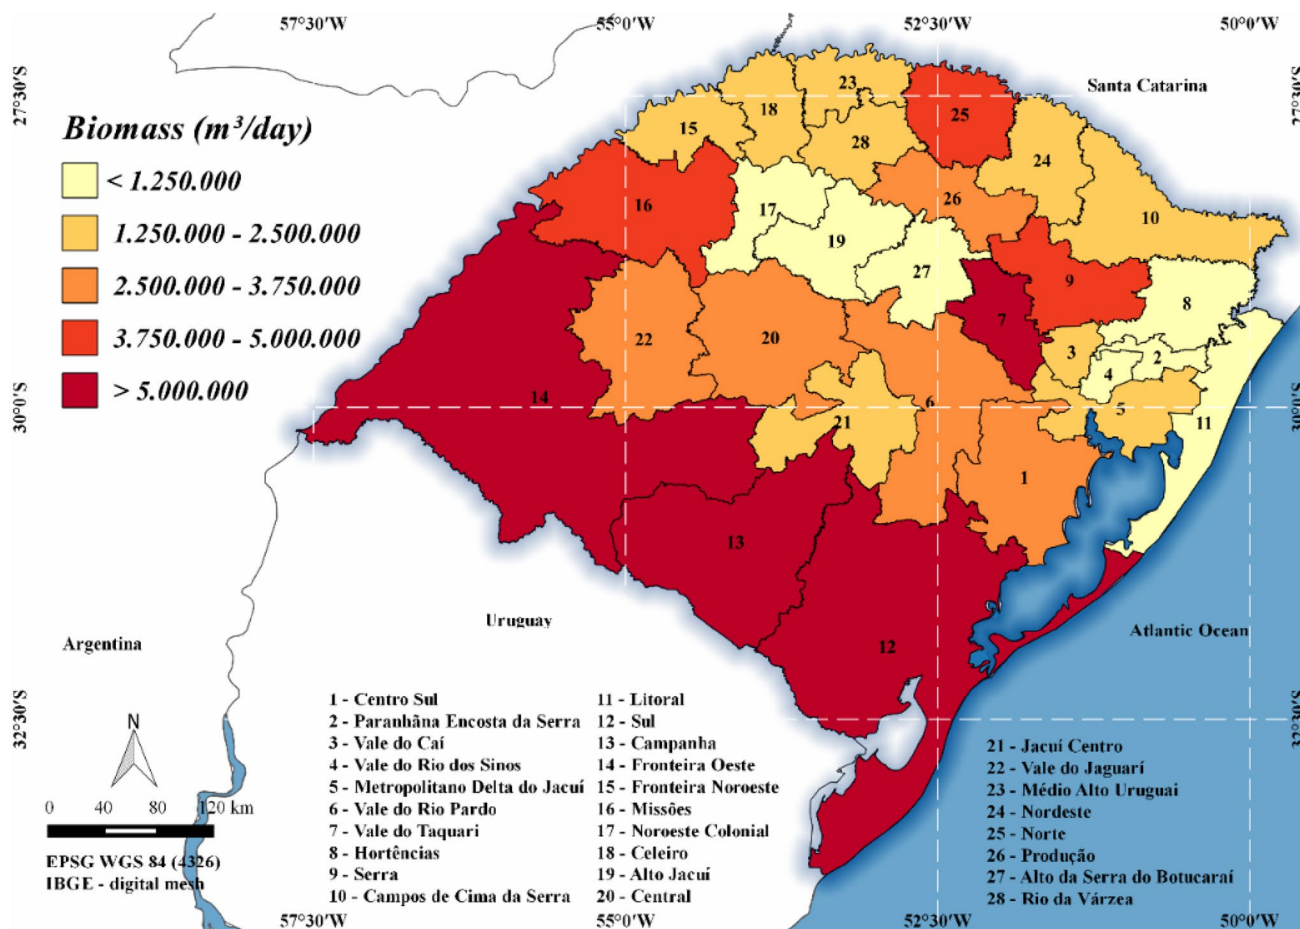 57°30'W 55°0'W 52°30'W 50°0'W
27°30'S
Santa Catarina
Biomass (m³/day)
< 1.250.000
1.250.000 - 2.500.000
2.500.000 - 3.750.000
3.750.000 - 5.000.000
> 5.000.000
23
18
25
15
28
24
16
17
26
10
19
27
9
8
7
22
20
3
2
4
14
6
5
21
11
1
13
12
30°0'S
30°0'S
Uruguay
Argentina
Atlantic Ocean
32°30'S
32°30'S
N
0 40 80 120 km
EPSG WGS 84 (4326)
IBGE - digital mesh
1 - Centro Sul
2 - Paranhâna Encosta da Serra
3 - Vale do Caí
4 - Vale do Rio dos Sinos
5 - Metropolitano Delta do Jacuí
6 - Vale do Rio Pardo
7 - Vale do Taquari
8 - Hortências
9 - Serra
10 - Campos de Cima da Serra
11 - Litoral
12 - Sul
13 - Campanha
14 - Fronteira Oeste
15 - Fronteira Noroeste
16 - Missões
17 - Noroeste Colonial
18 - Celeiro
19 - Alto Jacuí
20 - Central
21 - Jacuí Centro
22 - Vale do Jaguarí
23 - Médio Alto Uruguai
24 - Nordeste
25 - Norte
26 - Produção
27 - Alto da Serra do Botucaraí
28 - Rio da Várzea
57°30'W 55°0'W 52°30'W 50°0'W